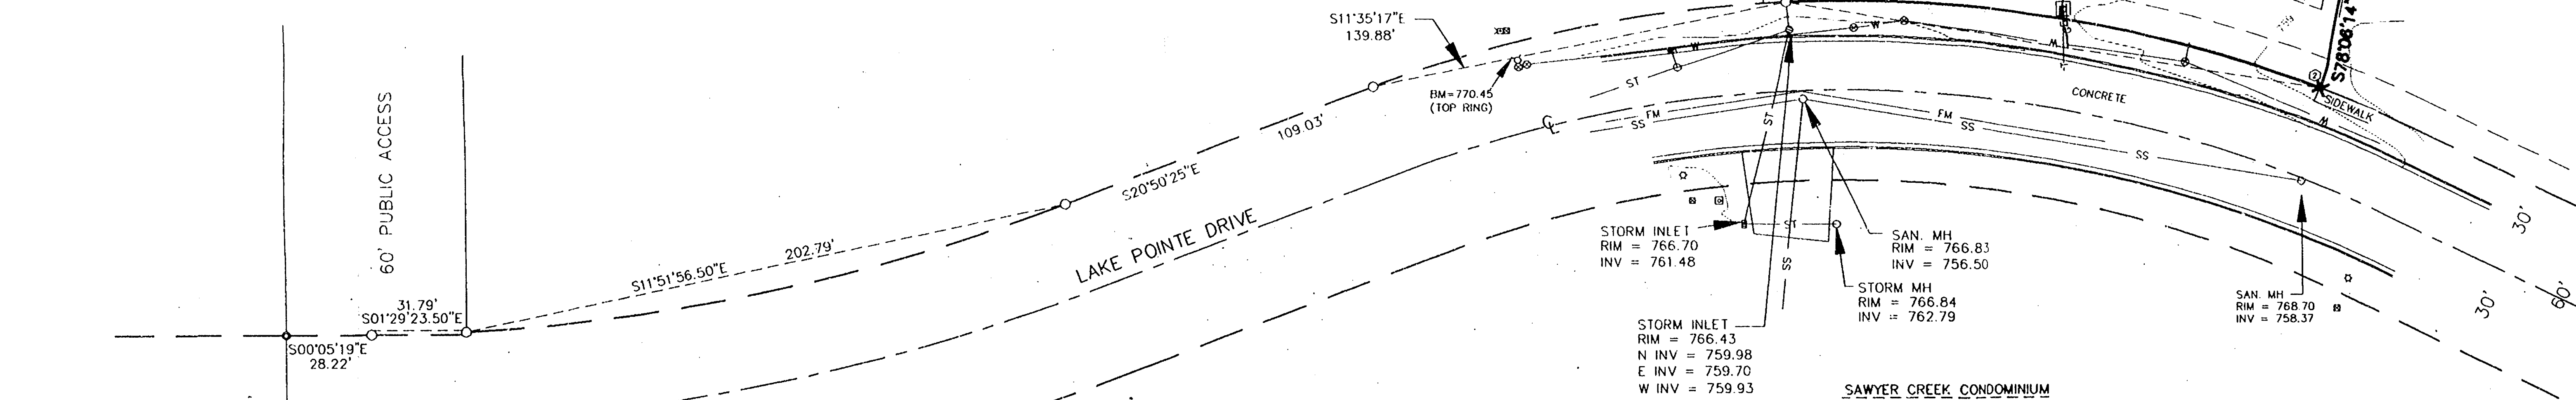 S11°35'17"E
139.88'
S78°06'14"
BM=770.45
(TOP RING)
W
W
W
②
ST
CONCRETE
SIDEWALK
W
109.03'
℄
FM
SS
ST
FM
SS
SS
60' PUBLIC ACCESS
S20°50'25"E
LAKE POINTE DRIVE
202.79'
S11°51'56.50"E
31.79'
S01°29'23.50"E
S00°05'19"E
28.22'
STORM INLET
RIM = 766.70
INV = 761.48
ST
SS
SAN. MH
RIM = 766.83
INV = 756.50
STORM MH
RIM = 766.84
INV = 762.79
STORM INLET
RIM = 766.43
N INV = 759.98
E INV = 759.70
W INV = 759.93
SAN. MH
RIM = 768.70
INV = 758.37
30'
30'
60'
SAWYER CREEK CONDOMINIUM